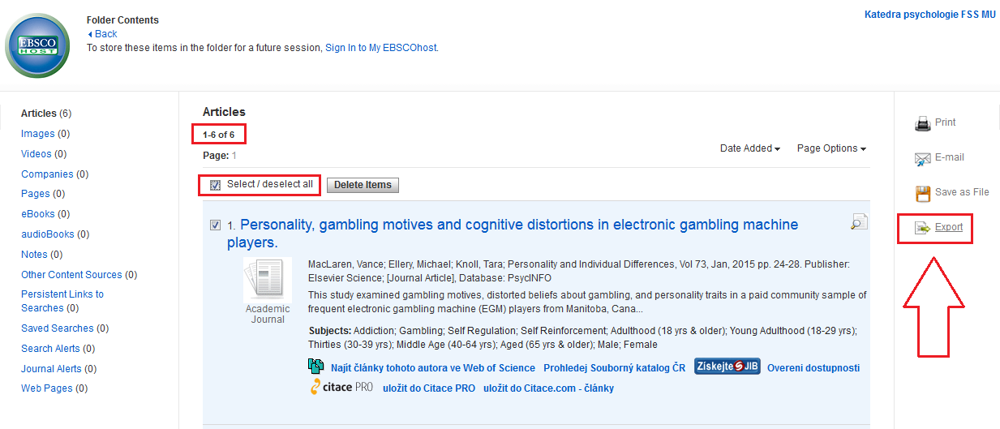 EBSCO
HOST
Folder Contents
Back
To store these items in the folder for a future session, Sign In to My EBSCOhost.
Katedra psychologie FSS MU
Articles (6)
Images (0)
Videos (0)
Companies (0)
Pages (0)
eBooks (0)
audioBooks (0)
Notes (0)
Other Content Sources (0)
Persistent Links to
Searches (0)
Saved Searches (0)
Search Alerts (0)
Journal Alerts (0)
Web Pages (0)
Articles
1-6 of 6
Page: 1
Date Added Page Options
Select / deselect all Delete Items
1. Personality, gambling motives and cognitive distortions in electronic gambling machine
players.
Academic
Journal
MacLaren, Vance; Ellery, Michael; Knoll, Tara; Personality and Individual Differences, Vol 73, Jan, 2015 pp. 24-28. Publisher:
Elsevier Science; [Journal Article], Database: PsycINFO
This study examined gambling motives, distorted beliefs about gambling, and personality traits in a paid community sample of
frequent electronic gambling machine (EGM) players from Manitoba, Cana...
Subjects: Addiction; Gambling; Self Regulation; Self Reinforcement; Adulthood (18 yrs & older); Young Adulthood (18-29 yrs);
Thirties (30-39 yrs); Middle Age (40-64 yrs); Aged (65 yrs & older); Male; Female
Najít články tohoto autora ve Web of Science Prohledej Souborný katalog ČR Získejte SJIB Overeni dostupnosti
citace PRO uložit do Citace PRO uložit do Citace.com - články
Print
E-mail
Save as File
Export